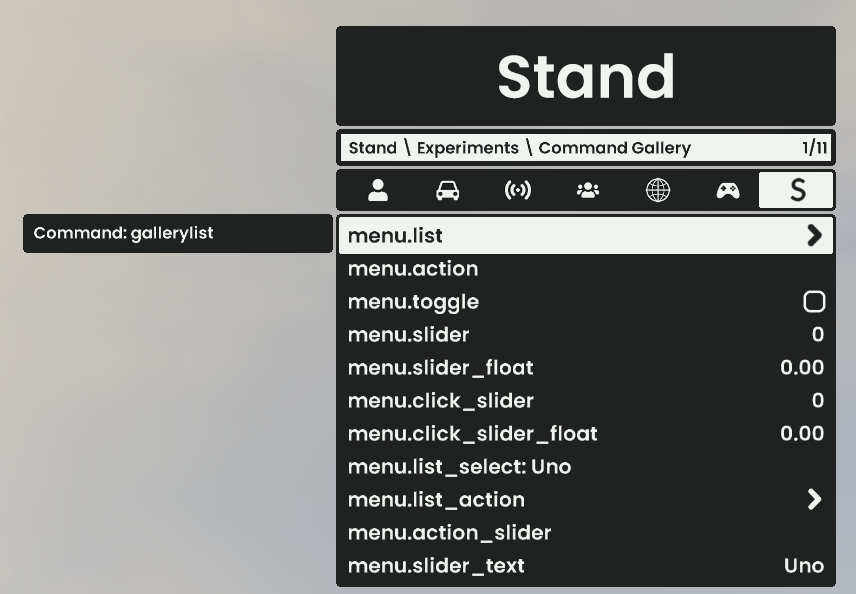 Stand
Stand \ Experiments \ Command Gallery 1/11
S
Command: gallerylist
menu.list
menu.action
menu.toggle
menu.slider 0
menu.slider_float 0.00
menu.click_slider 0
menu.click_slider_float 0.00
menu.list_select: Uno
menu.list_action
menu.action_slider
menu.slider_text Uno